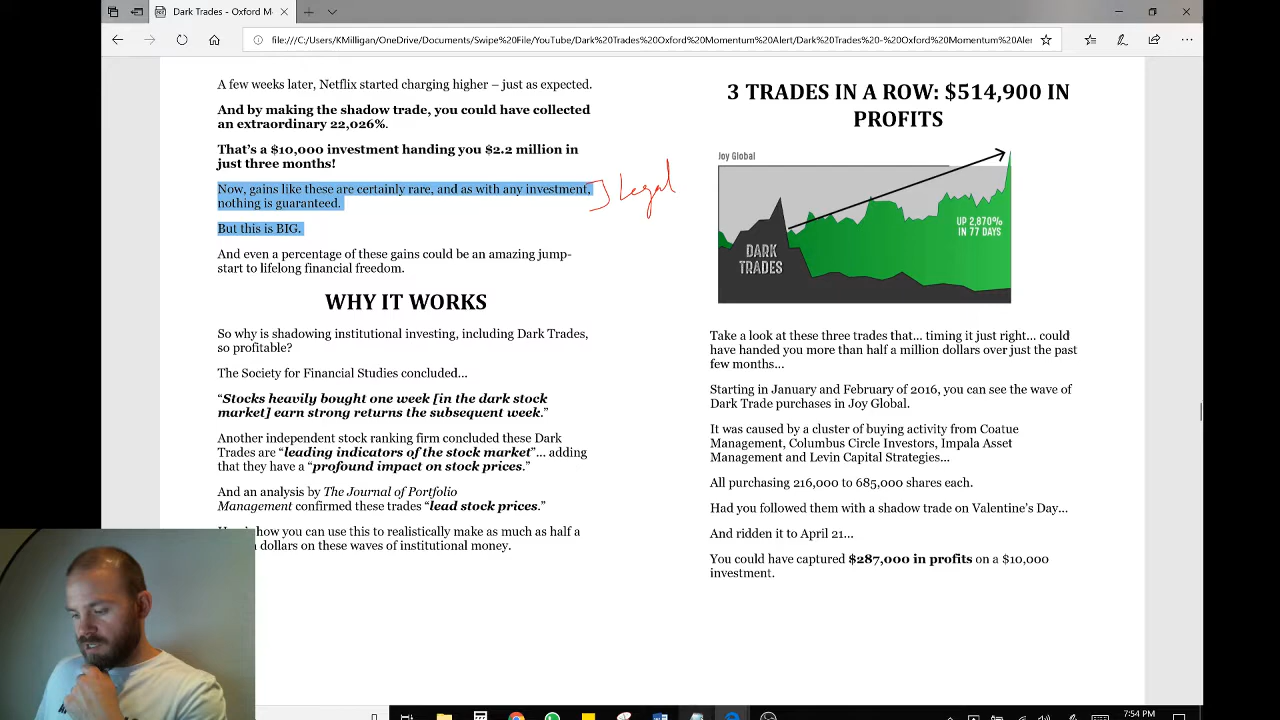 Dark Trades - Oxford M
file:///C:/Users/KMilligan/OneDrive/Documents/Swipe%20File/YouTube/Dark%20Trades%20Oxford%20Momentum%20Alert/Dark%20Trades%20-%20Oxford%20Momentum%20Aler
A few weeks later, Netflix started charging higher – just as expected.
And by making the shadow trade, you could have collected
an extraordinary 22,026%.
That's a $10,000 investment handing you $2.2 million in
just three months!
Now, gains like these are certainly rare, and as with any investment,
nothing is guaranteed.
But this is BIG.
Legal
And even a percentage of these gains could be an amazing jump-
start to lifelong financial freedom.
WHY IT WORKS
So why is shadowing institutional investing, including Dark Trades,
so profitable?
The Society for Financial Studies concluded...
"Stocks heavily bought one week [in the dark stock
market] earn strong returns the subsequent week."
Another independent stock ranking firm concluded these Dark
Trades are "leading indicators of the stock market"... adding
that they have a "profound impact on stock prices."
And an analysis by The Journal of Portfolio
Management confirmed these trades "lead stock prices."
how you can use this to realistically make as much as half a
dollars on these waves of institutional money.
3 TRADES IN A ROW: $514,900 IN
PROFITS
Joy Global
UP 2,870%
IN 77 DAYS
DARK
TRADES
Take a look at these three trades that... timing it just right... could
have handed you more than half a million dollars over just the past
few months...
Starting in January and February of 2016, you can see the wave of
Dark Trade purchases in Joy Global.
It was caused by a cluster of buying activity from Coatue
Management, Columbus Circle Investors, Impala Asset
Management and Levin Capital Strategies...
All purchasing 216,000 to 685,000 shares each.
Had you followed them with a shadow trade on Valentine's Day...
And ridden it to April 21...
You could have captured $287,000 in profits on a $10,000
investment.
7:54 PM